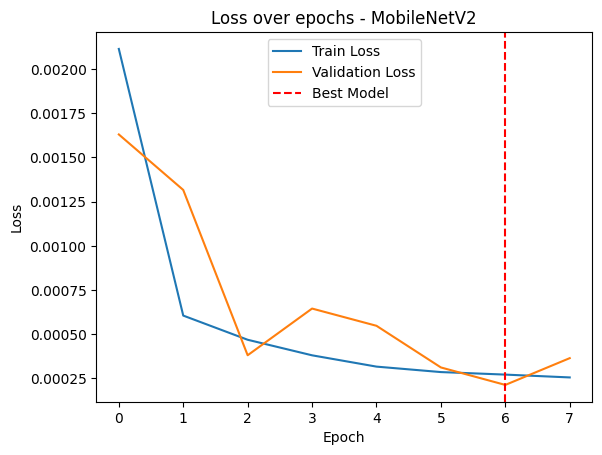 Loss over epochs - MobileNetV2
Train Loss
Validation Loss
Best Model
Loss
0.00200
0.00175
0.00150
0.00125
0.00100
0.00075
0.00050
0.00025
0 1 2 3 4 5 6 7
Epoch